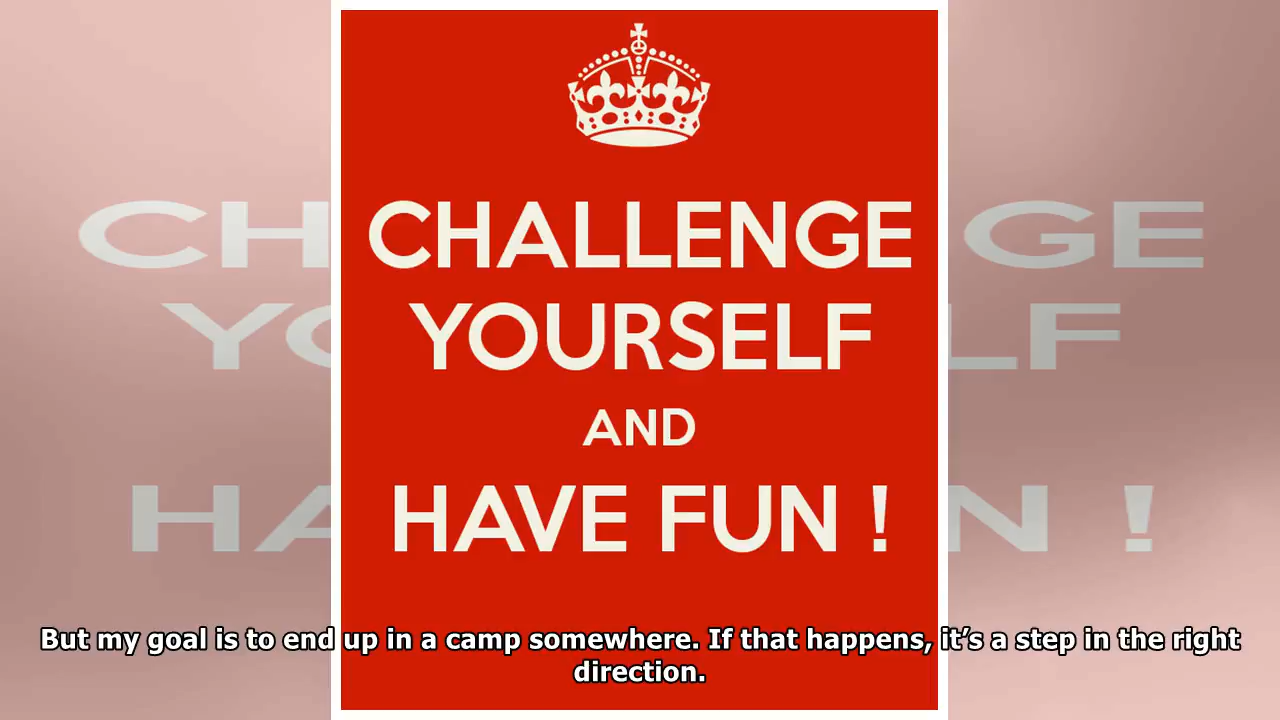 CHALLENGE
YOURSELF
AND
HAVE FUN !
But my goal is to end up in a camp somewhere. If that happens, it’s a step in the right
direction.